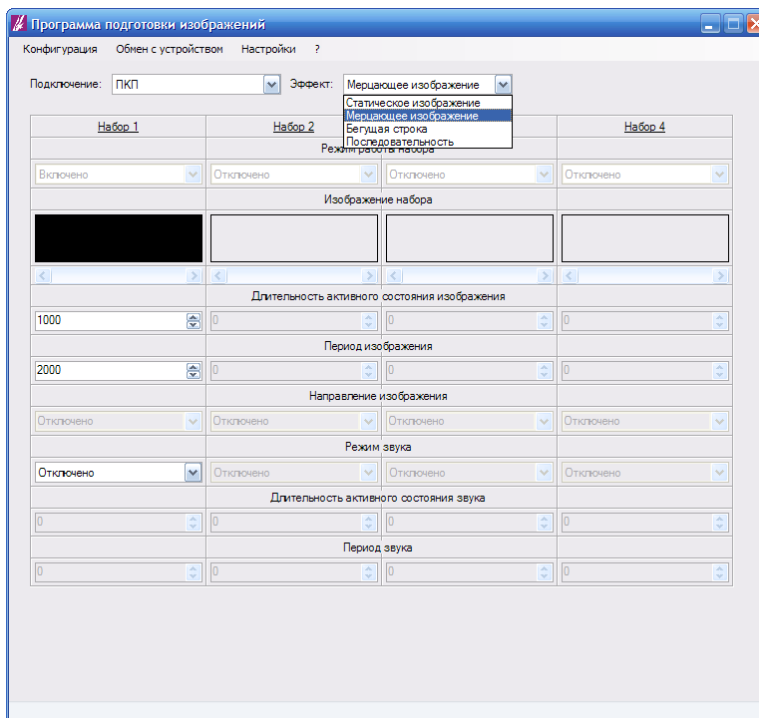 Программа подготовки изображений
Конфигурация Обмен с устройством Настройки ?
Подключение: ПКП Эффект: Мерцающее изображение
Статическое изображение
Мерцающее изображение
Бегущая строка
Последовательность
Набор 1 Набор 2 Набор 4
Режим работы набора
Включено Отключено Отключено Отключено
Изображение набора
Длительность активного состояния изображения
1000 0 0 0
Период изображения
2000 0 0 0
Направление изображения
Отключено Отключено Отключено Отключено
Режим звука
Отключено Отключено Отключено Отключено
Длительность активного состояния звука
0 0 0 0
Период звука
0 0 0 0